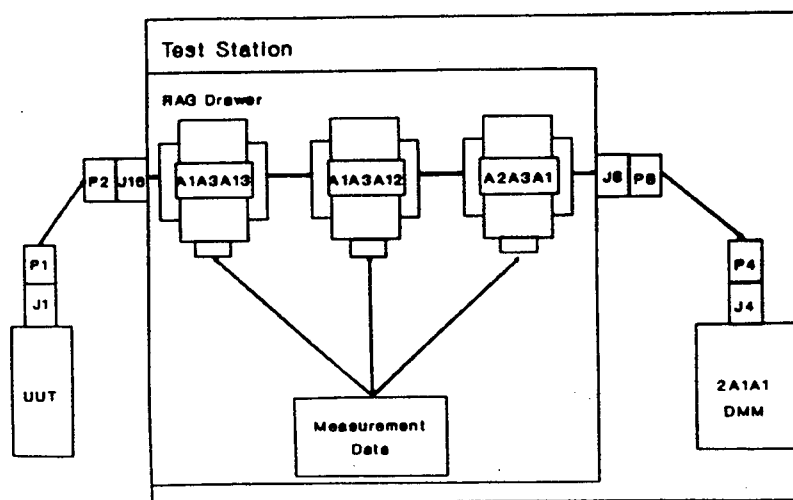 Test Station
RAG Drawer
P2
J16
A1A3A13
A1A3A12
A2A3A1
J6
P6
P1
J1
P4
J4
UUT
2A1A1
DMM
Measurement
Data